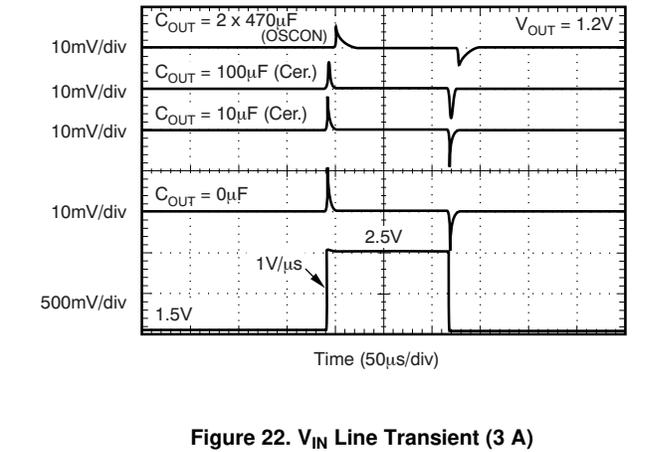 C_OUT = 2 x 470μF
(OSCON)
V_OUT = 1.2V
10mV/div
C_OUT = 100μF (Cer.)
10mV/div
C_OUT = 10μF (Cer.)
10mV/div
C_OUT = 0μF
10mV/div
2.5V
1V/μs
500mV/div
1.5V
Time (50μs/div)
Figure 22. V_IN Line Transient (3 A)